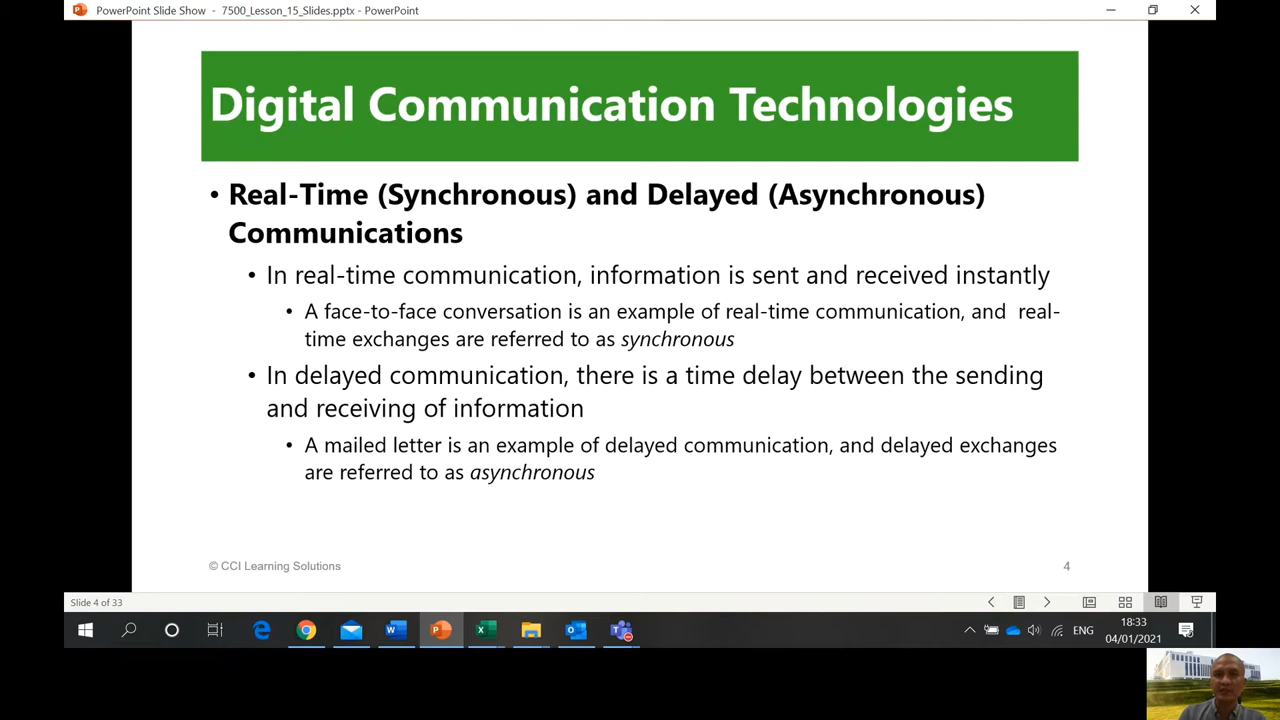 PowerPoint Slide Show - 7500_Lesson_15_Slides.pptx - PowerPoint
Digital Communication Technologies
• Real-Time (Synchronous) and Delayed (Asynchronous)
Communications
• In real-time communication, information is sent and received instantly
• A face-to-face conversation is an example of real-time communication, and real-
time exchanges are referred to as synchronous
• In delayed communication, there is a time delay between the sending
and receiving of information
• A mailed letter is an example of delayed communication, and delayed exchanges
are referred to as asynchronous
© CCI Learning Solutions 4
Slide 4 of 33
ENG
18:33
04/01/2021